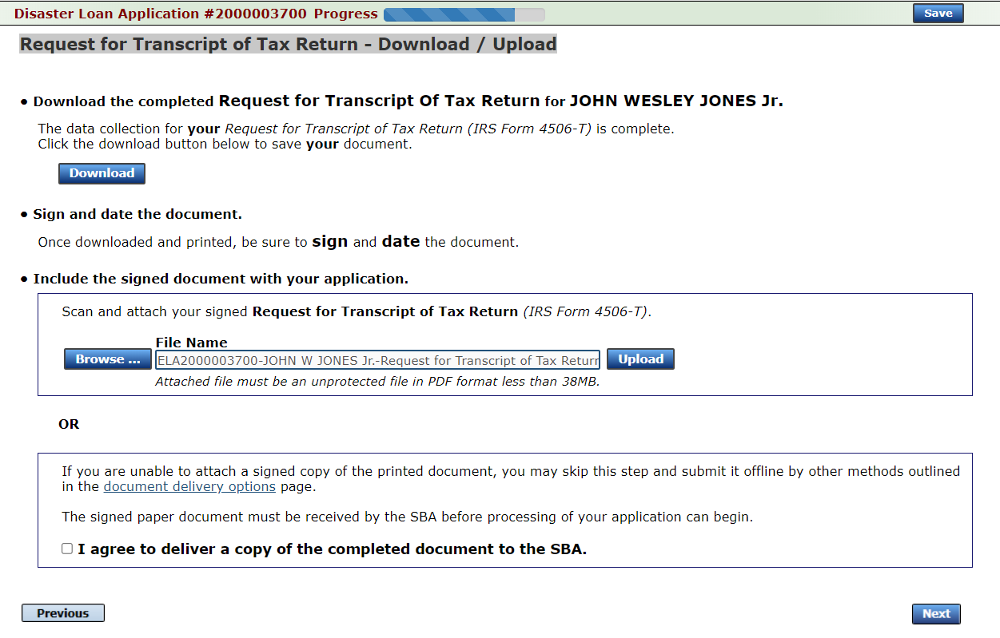 Disaster Loan Application #2000003700 Progress
Save
Request for Transcript of Tax Return - Download / Upload
• Download the completed Request for Transcript Of Tax Return for JOHN WESLEY JONES Jr.
The data collection for your Request for Transcript of Tax Return (IRS Form 4506-T) is complete.
Click the download button below to save your document.
Download
• Sign and date the document.
Once downloaded and printed, be sure to sign and date the document.
• Include the signed document with your application.
Scan and attach your signed Request for Transcript of Tax Return (IRS Form 4506-T).
File Name
Browse ... ELA2000003700-JOHN W JONES Jr.-Request for Transcript of Tax Return Upload
Attached file must be an unprotected file in PDF format less than 38MB.
OR
If you are unable to attach a signed copy of the printed document, you may skip this step and submit it offline by other methods outlined
in the document delivery options page.
The signed paper document must be received by the SBA before processing of your application can begin.
I agree to deliver a copy of the completed document to the SBA.
Previous
Next